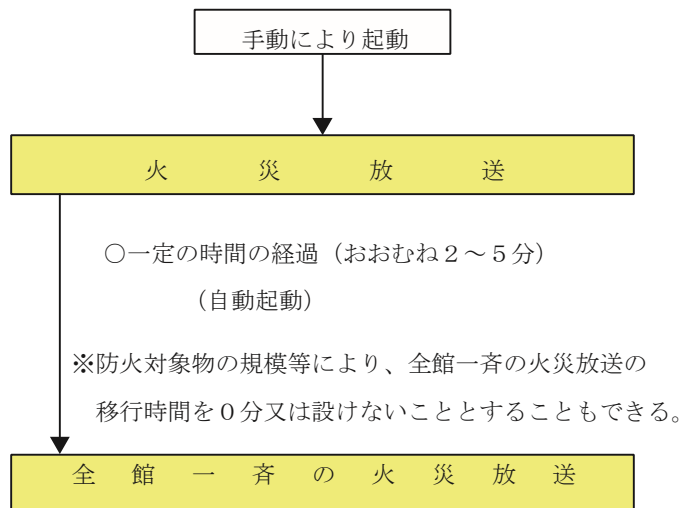 手動により起動
火災放送
○一定の時間の経過（おおむね２～５分）
（自動起動）
※防火対象物の規模等により、全館一斉の火災放送の
移行時間を０分又は設けないこととすることもできる。
全館一斉の火災放送